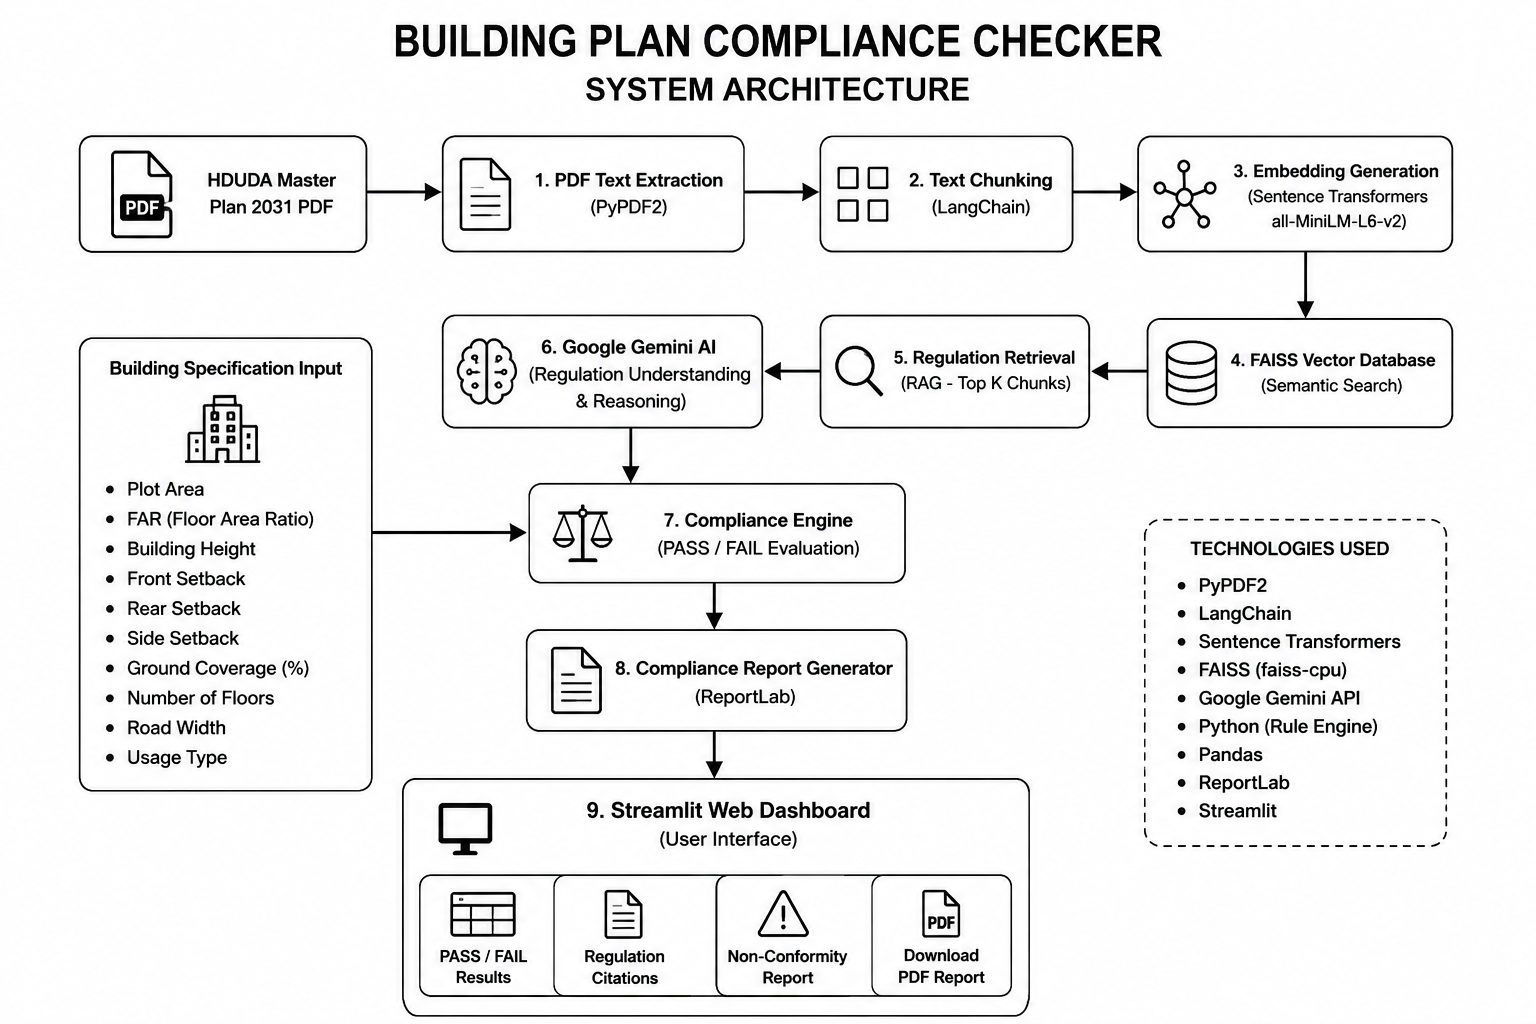 BUILDING PLAN COMPLIANCE CHECKER
SYSTEM ARCHITECTURE
PDF
HDUDA Master
Plan 2031 PDF
1. PDF Text Extraction
(PyPDF2)
2. Text Chunking
(LangChain)
3. Embedding Generation
(Sentence Transformers
all-MiniLM-L6-v2)
4. FAISS Vector Database
(Semantic Search)
5. Regulation Retrieval
(RAG - Top K Chunks)
6. Google Gemini AI
(Regulation Understanding
& Reasoning)
Building Specification Input
• Plot Area
• FAR (Floor Area Ratio)
• Building Height
• Front Setback
• Rear Setback
• Side Setback
• Ground Coverage (%)
• Number of Floors
• Road Width
• Usage Type
7. Compliance Engine
(PASS / FAIL Evaluation)
8. Compliance Report Generator
(ReportLab)
9. Streamlit Web Dashboard
(User Interface)
PASS / FAIL
Results
Regulation
Citations
Non-Conformity
Report
PDF
Download
PDF Report
TECHNOLOGIES USED
• PyPDF2
• LangChain
• Sentence Transformers
• FAISS (faiss-cpu)
• Google Gemini API
• Python (Rule Engine)
• Pandas
• ReportLab
• Streamlit